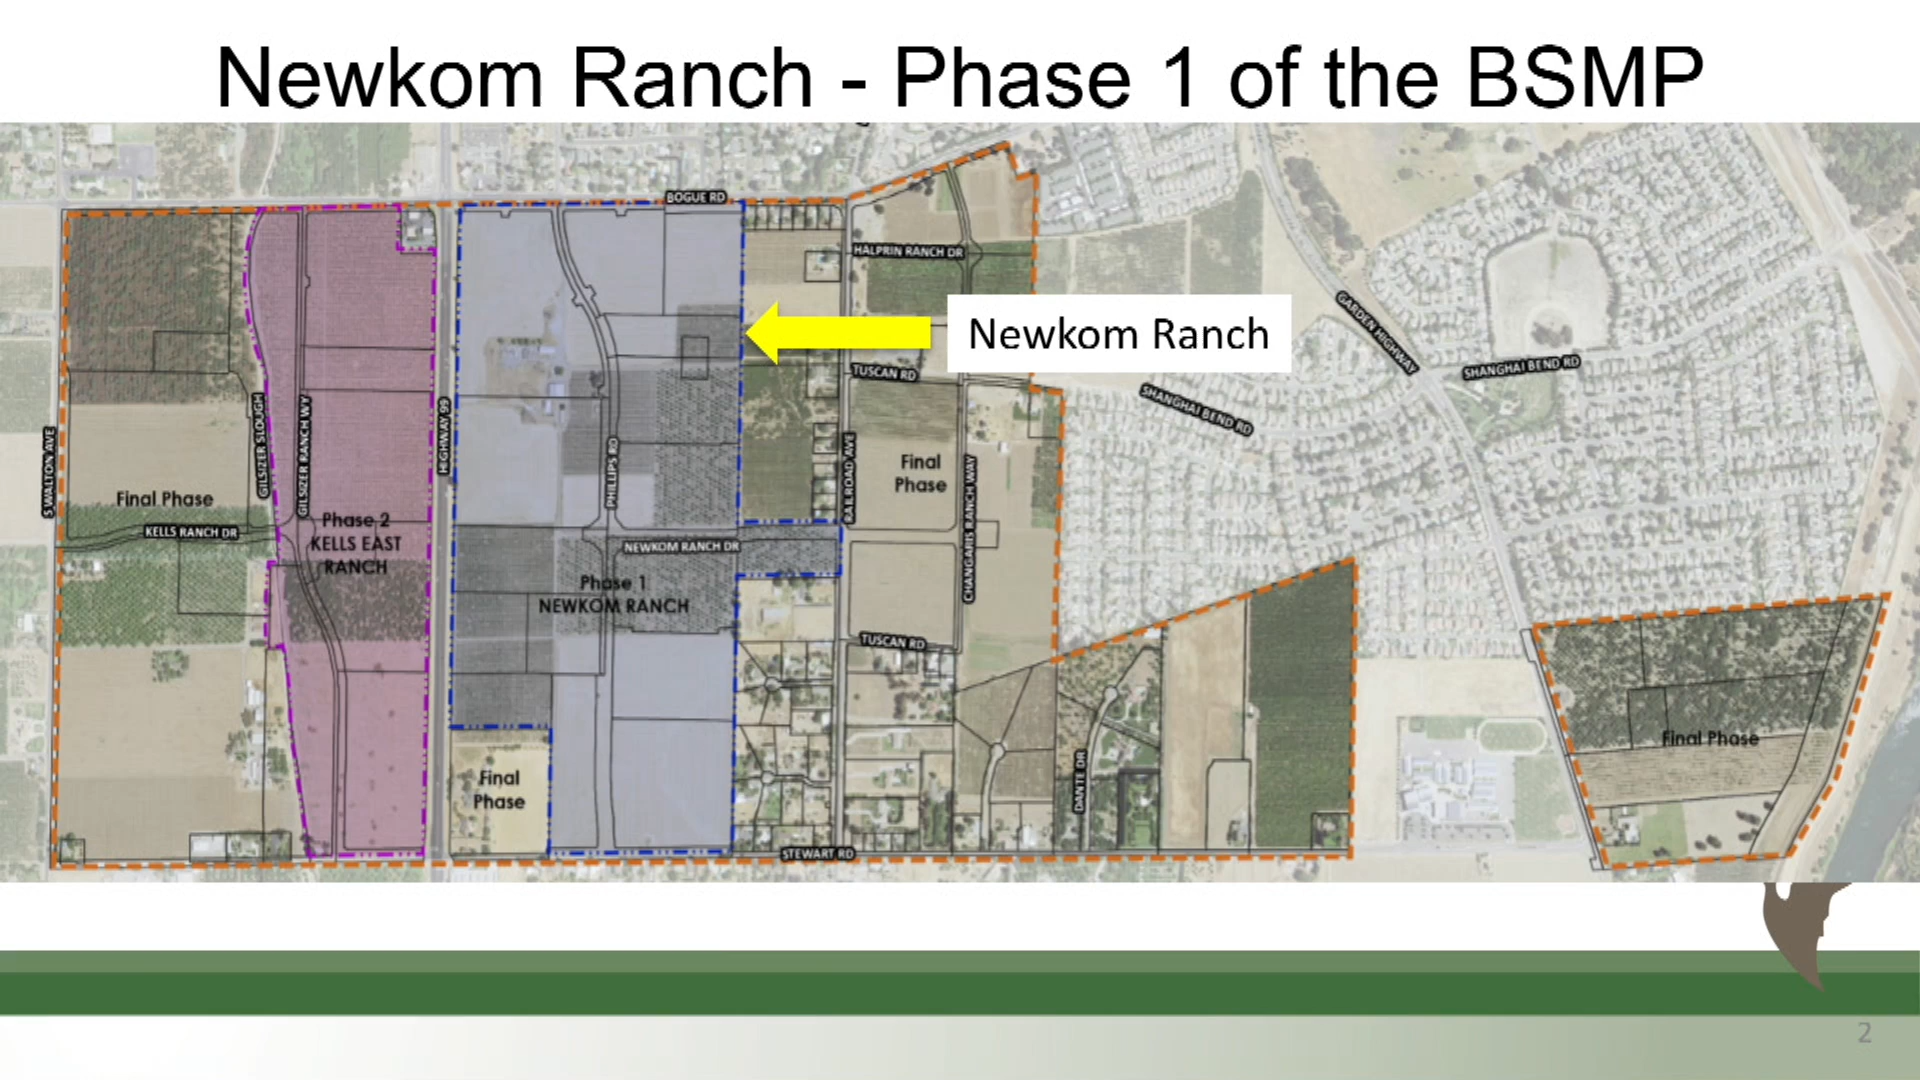 Newkom Ranch - Phase 1 of the BSMP
BOGUE RD
HALPRIN RANCH DR
Newkom Ranch
GARDEN HIGHWAY
SHANGHAI BEND RD
TUSCAN RD
SHANGHAI BEND RD
S WALTON AVE
GILSIZER SLOUGH
GILSIZER RANCH WY
HIGHWAY 99
PHILLIPS RD
RAILROAD AVE
Final
Phase
CHANGARIS RANCH WAY
Final Phase
KELLS RANCH DR
Phase 2
KELLS EAST
RANCH
NEWKOM RANCH DR
Phase 1
NEWKOM RANCH
TUSCAN RD
Final Phase
Final
Phase
DANTE DR
STEWART RD
2